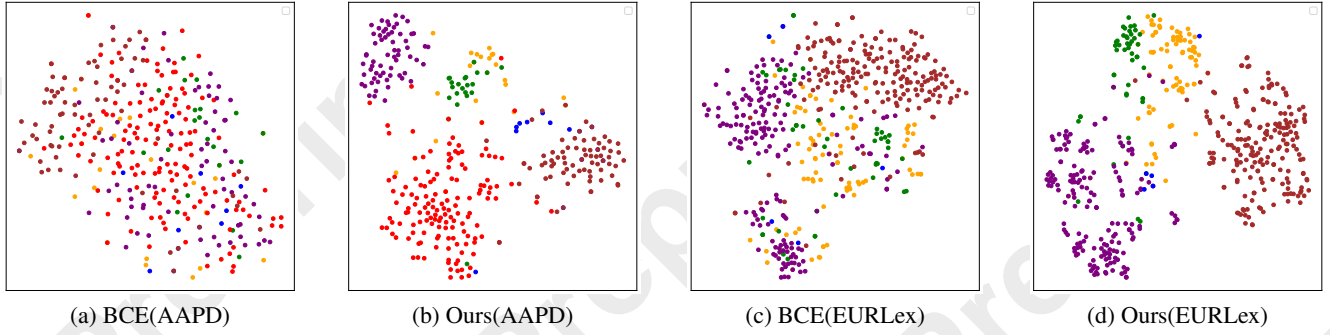 (a) BCE(AAPD)
(b) Ours(AAPD)
(c) BCE(EURLex)
(d) Ours(EURLex)